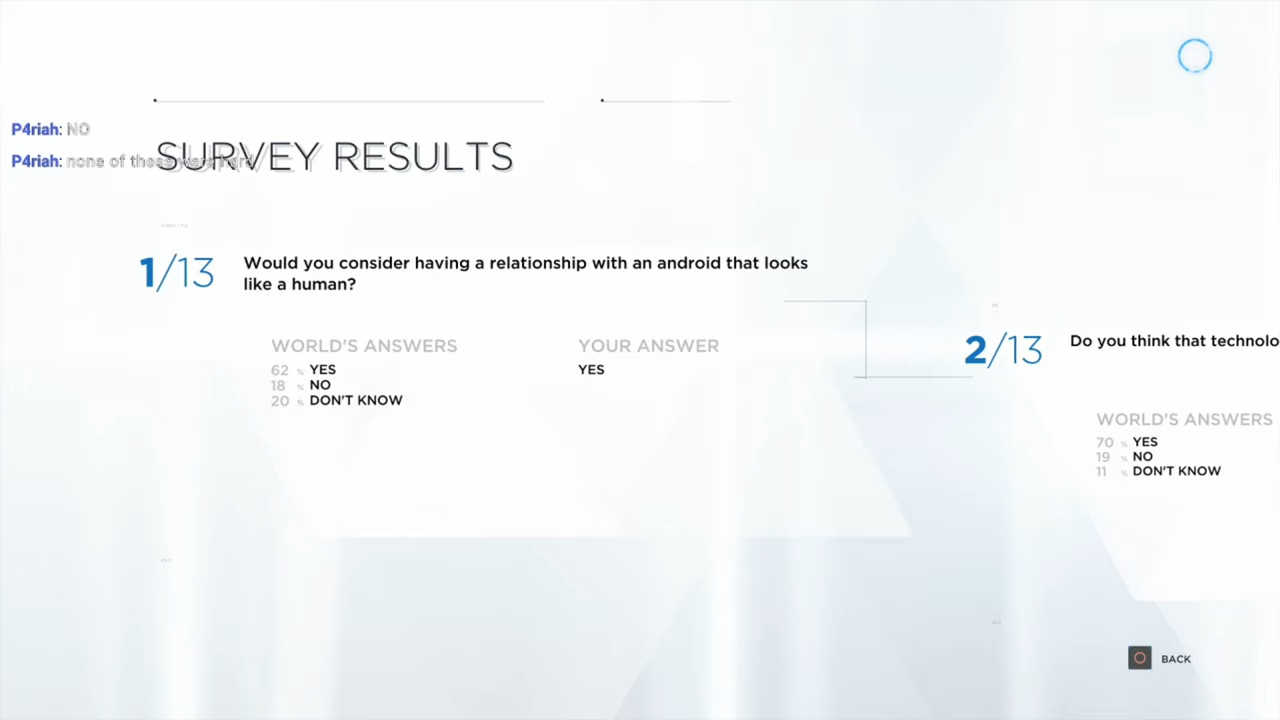 P4riah: NO
P4riah: none of these were hard
SURVEY RESULTS
1/13
Would you consider having a relationship with an android that looks
like a human?
WORLD'S ANSWERS
62 % YES
18 % NO
20 % DON'T KNOW
YOUR ANSWER
YES
2/13
Do you think that technolo
WORLD'S ANSWERS
70 % YES
19 % NO
11 % DON'T KNOW
BACK